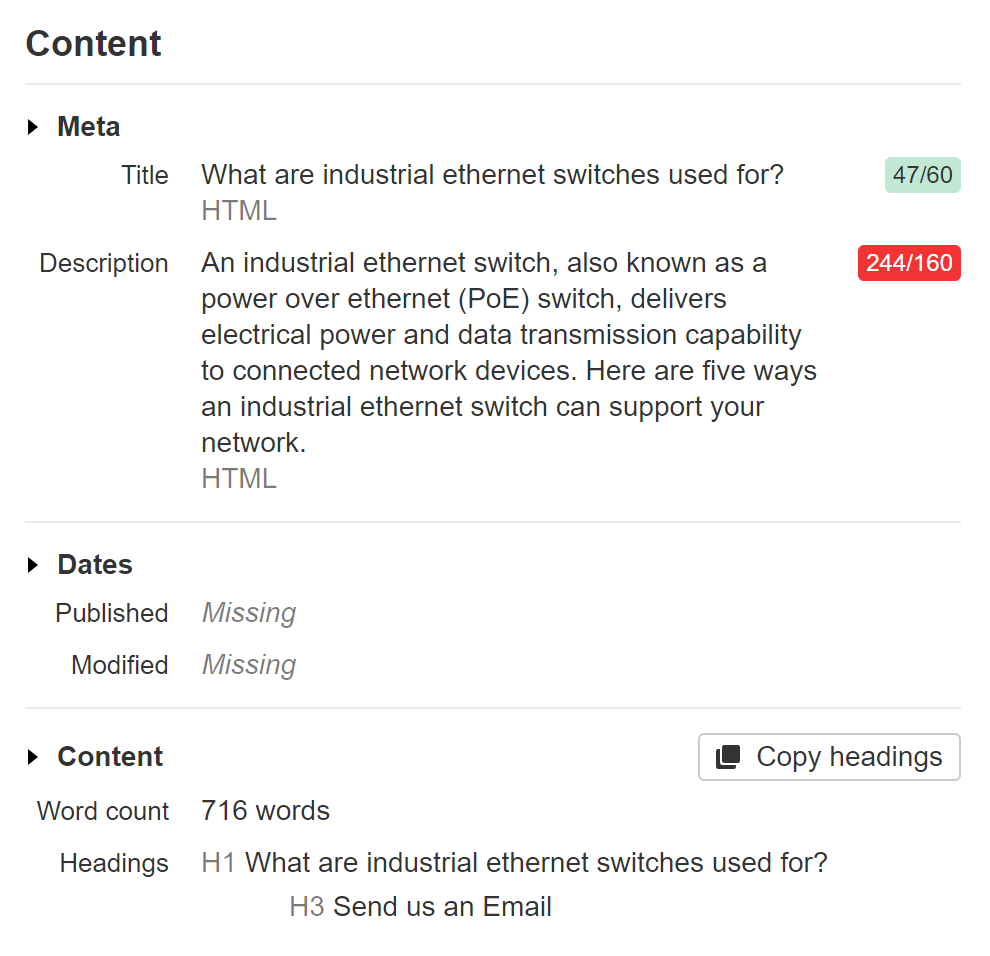 Content
Meta
Title What are industrial ethernet switches used for? 47/60
HTML
Description An industrial ethernet switch, also known as a 244/160
power over ethernet (PoE) switch, delivers
electrical power and data transmission capability
to connected network devices. Here are five ways
an industrial ethernet switch can support your
network.
HTML
Dates
Published Missing
Modified Missing
Content Copy headings
Word count 716 words
Headings H1 What are industrial ethernet switches used for?
H3 Send us an Email